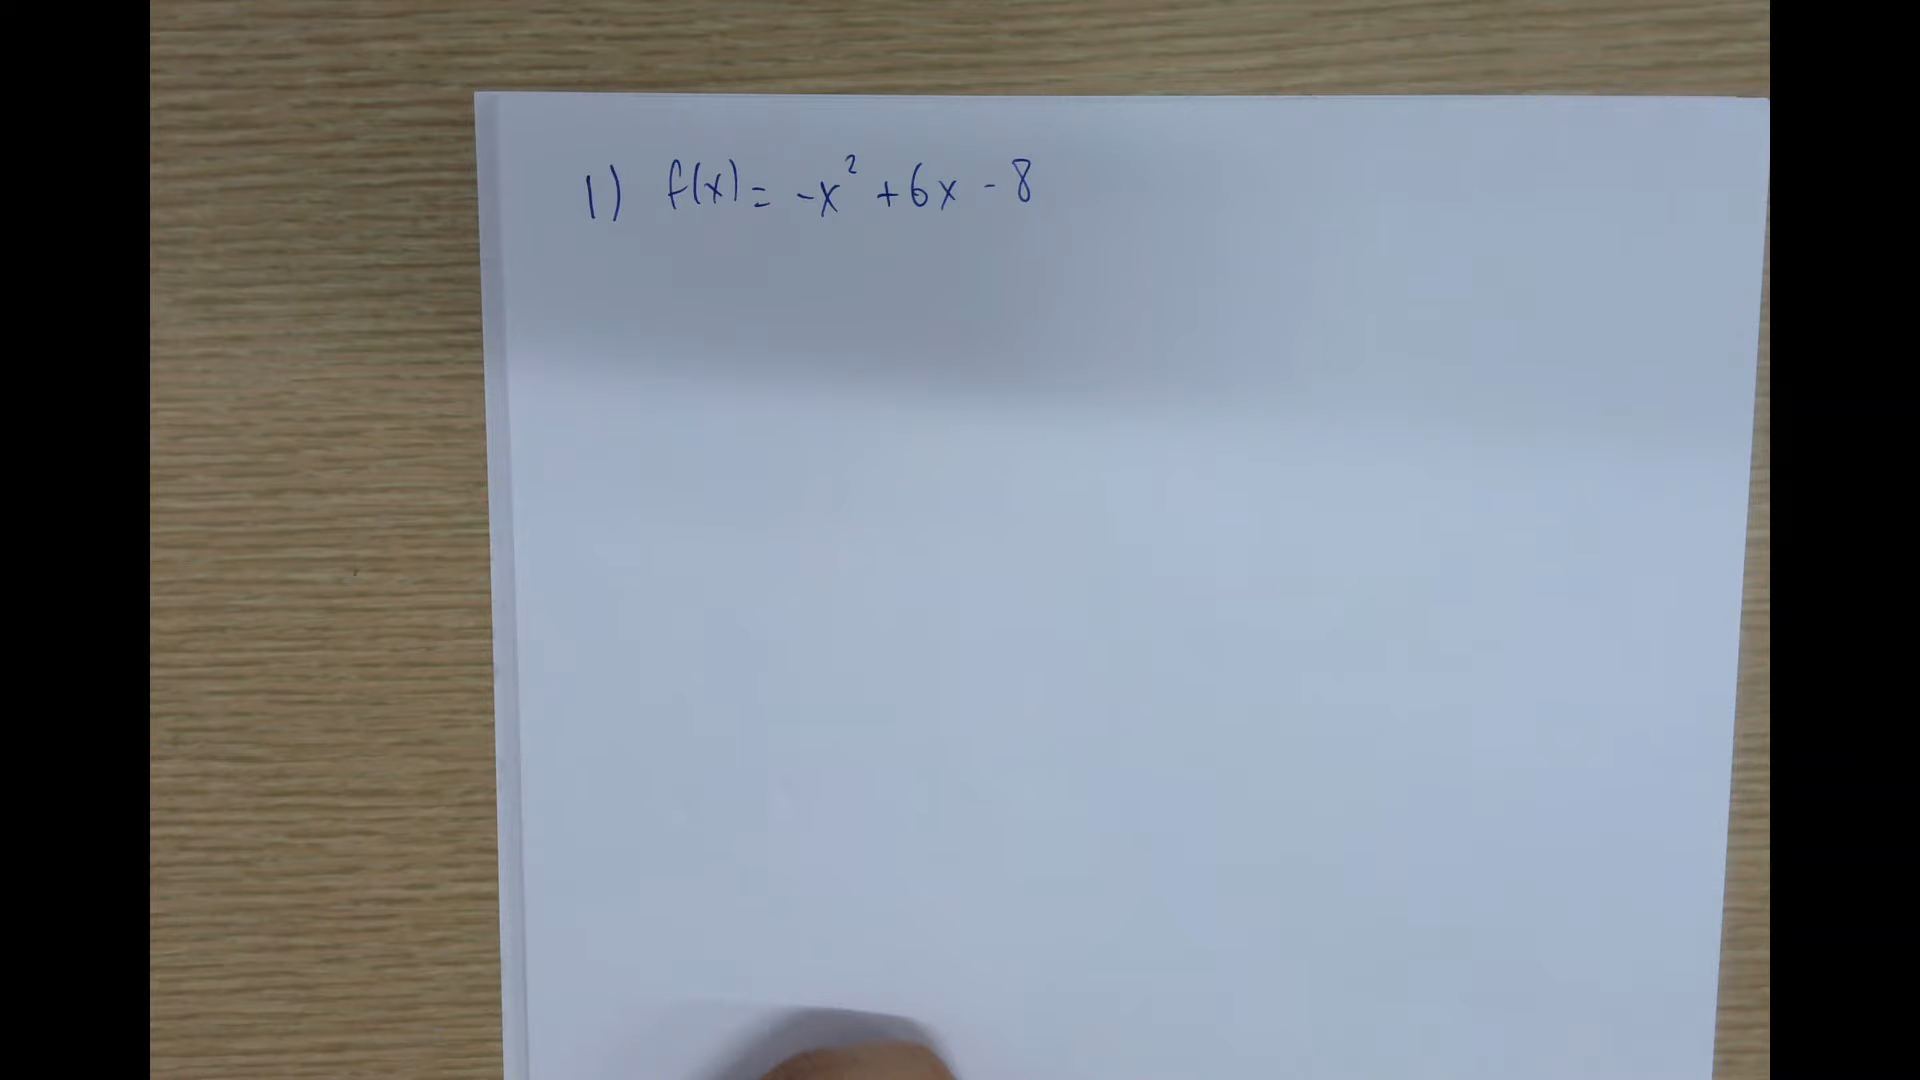 1) f(x) = -x² + 6x - 8